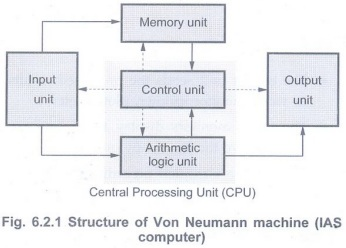 Memory unit
Input
unit
Control unit
Output
unit
Arithmetic
logic unit
Central Processing Unit (CPU)
Fig. 6.2.1 Structure of Von Neumann machine (IAS
computer)